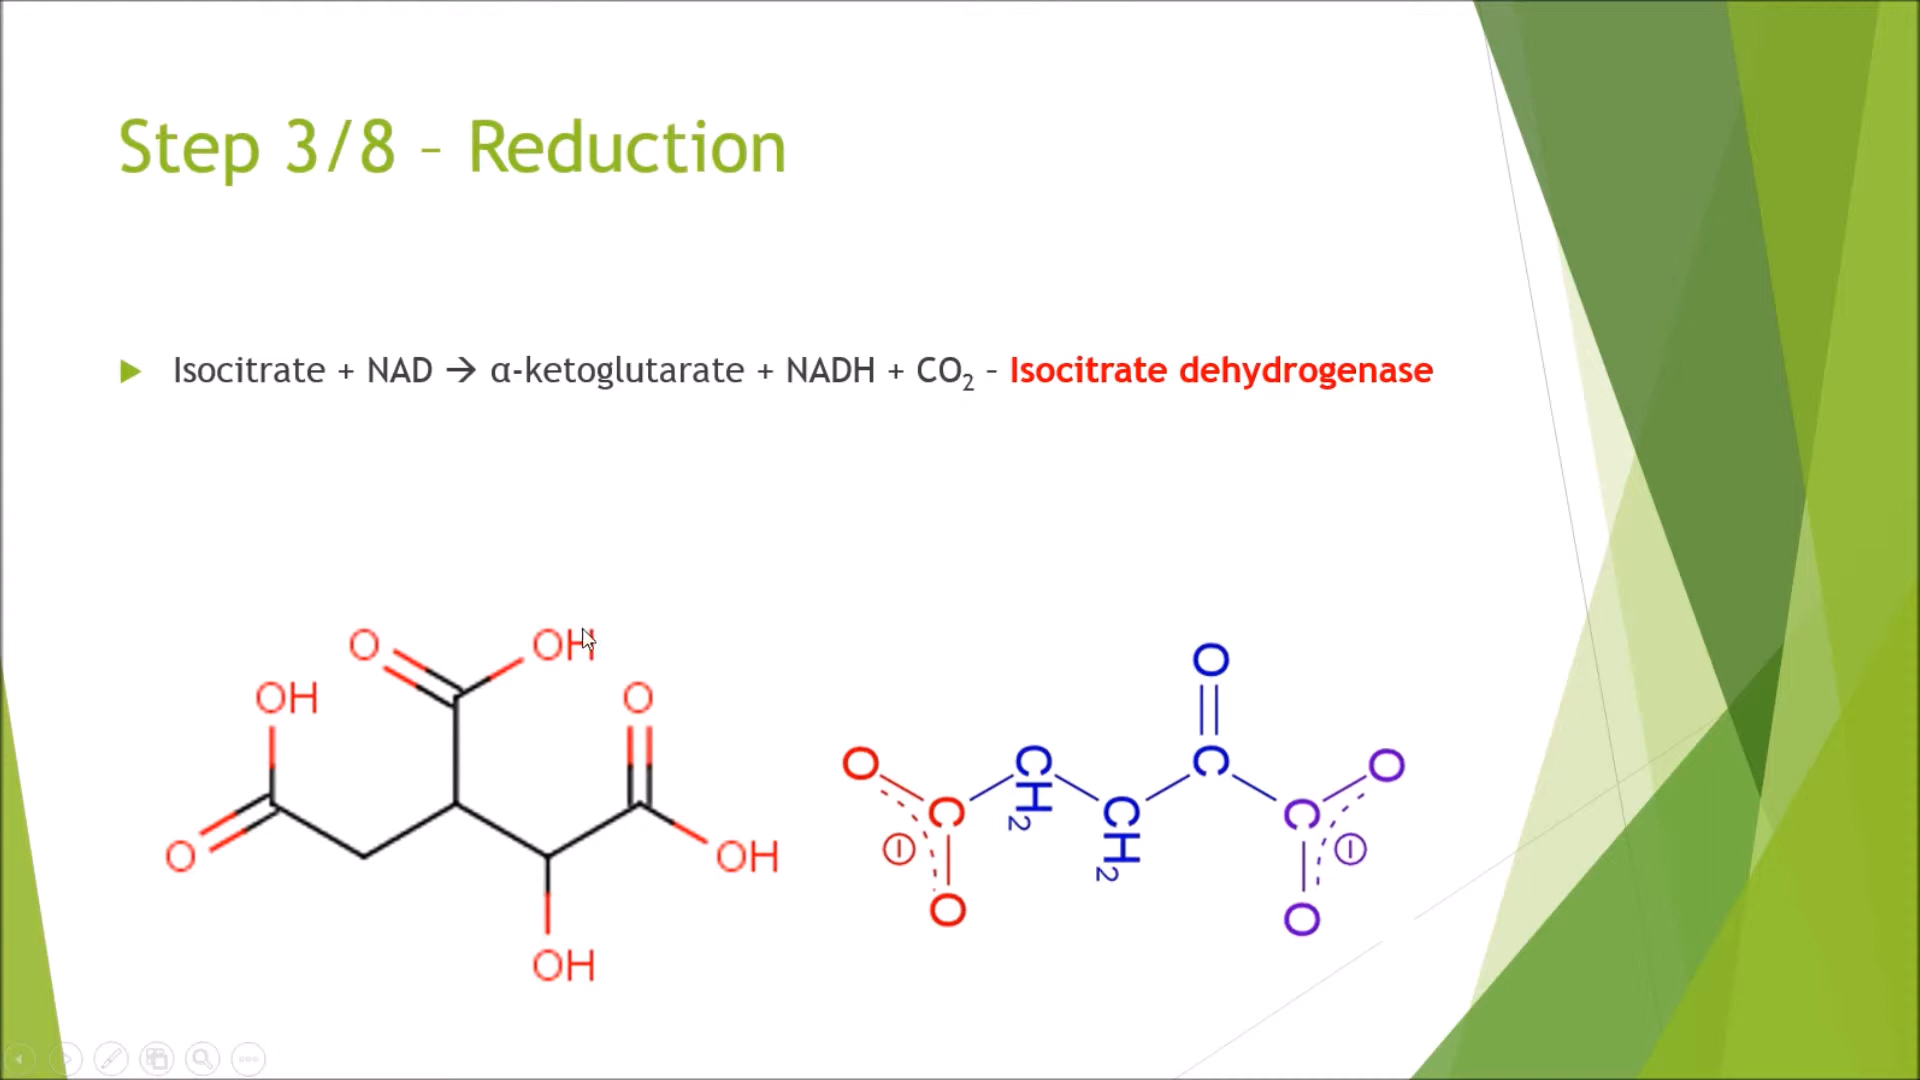 Step 3/8 – Reduction
Isocitrate + NAD → α-ketoglutarate + NADH + CO₂ – Isocitrate dehydrogenase
O OH
OH O
O OH
OH
O
O CH₂ C O
C CH₂ C
O O